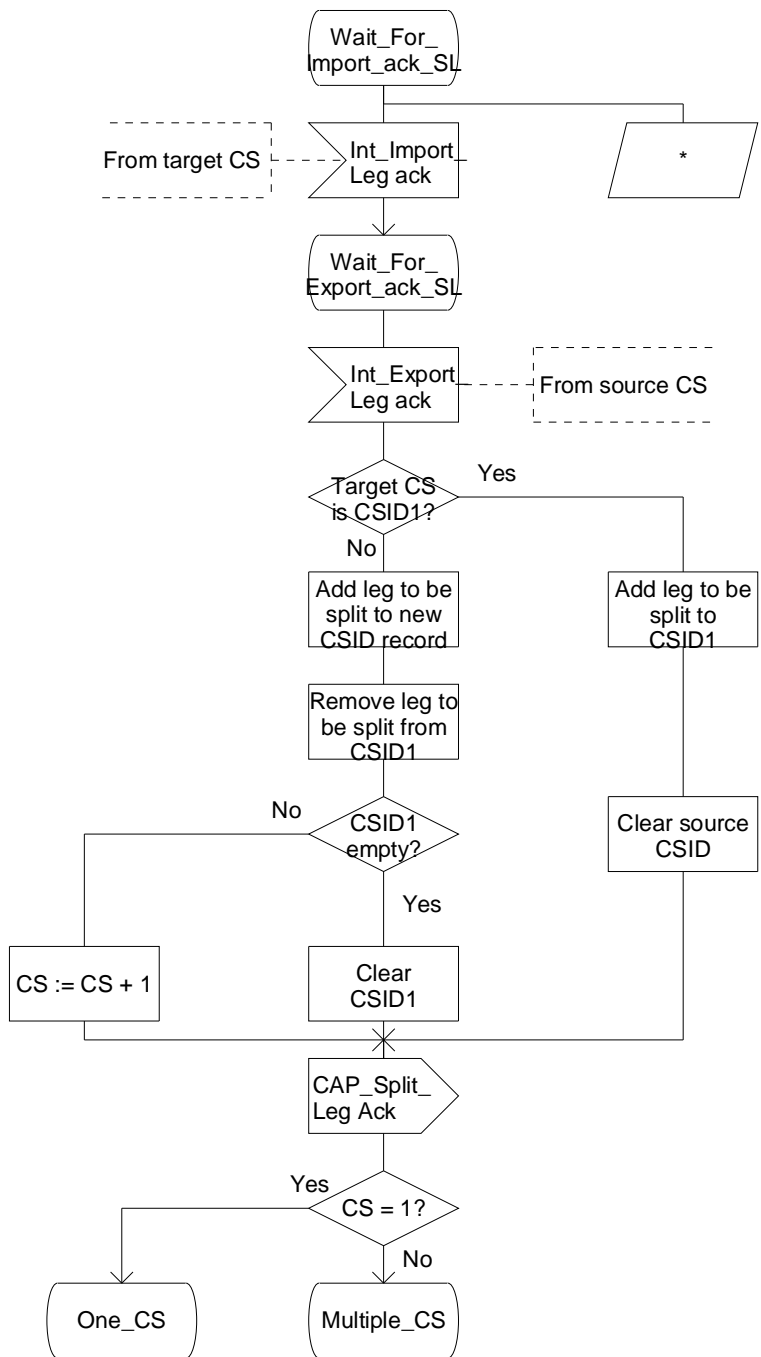 Wait_For_
Import_ack_SL
From target CS
Int_Import_
Leg ack
*
Wait_For_
Export_ack_SL
Int_Export_
Leg ack
From source CS
Target CS
is CSID1?
Yes
No
Add leg to be
split to new
CSID record
Add leg to be
split to
CSID1
Remove leg to
be split from
CSID1
No
CSID1
empty?
Clear source
CSID
Yes
CS := CS + 1
Clear
CSID1
CAP_Split_
Leg Ack
Yes
CS = 1?
No
One_CS
Multiple_CS